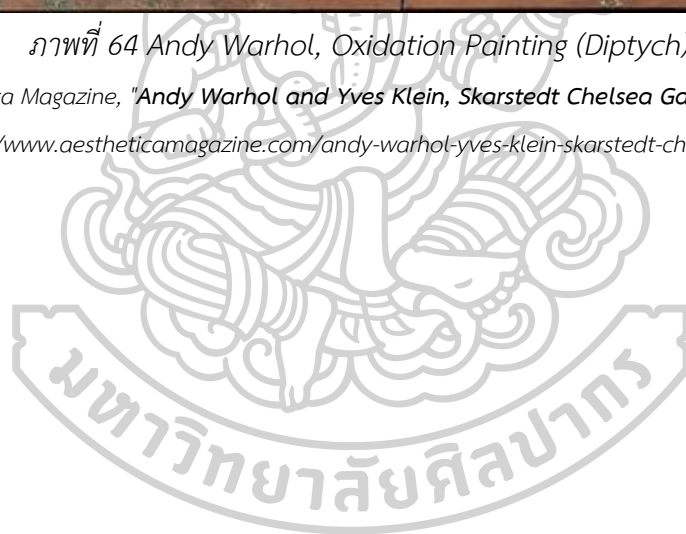 ภาพที่ 64 Andy Warhol, Oxidation Painting (Diptych)
a Magazine, "Andy Warhol and Yves Klein, Skarstedt Chelsea Ga
/www.aestheticamagazine.com/andy-warhol-yves-klein-skarstedt-ch
มหาวิทยาลัยศิลปากร